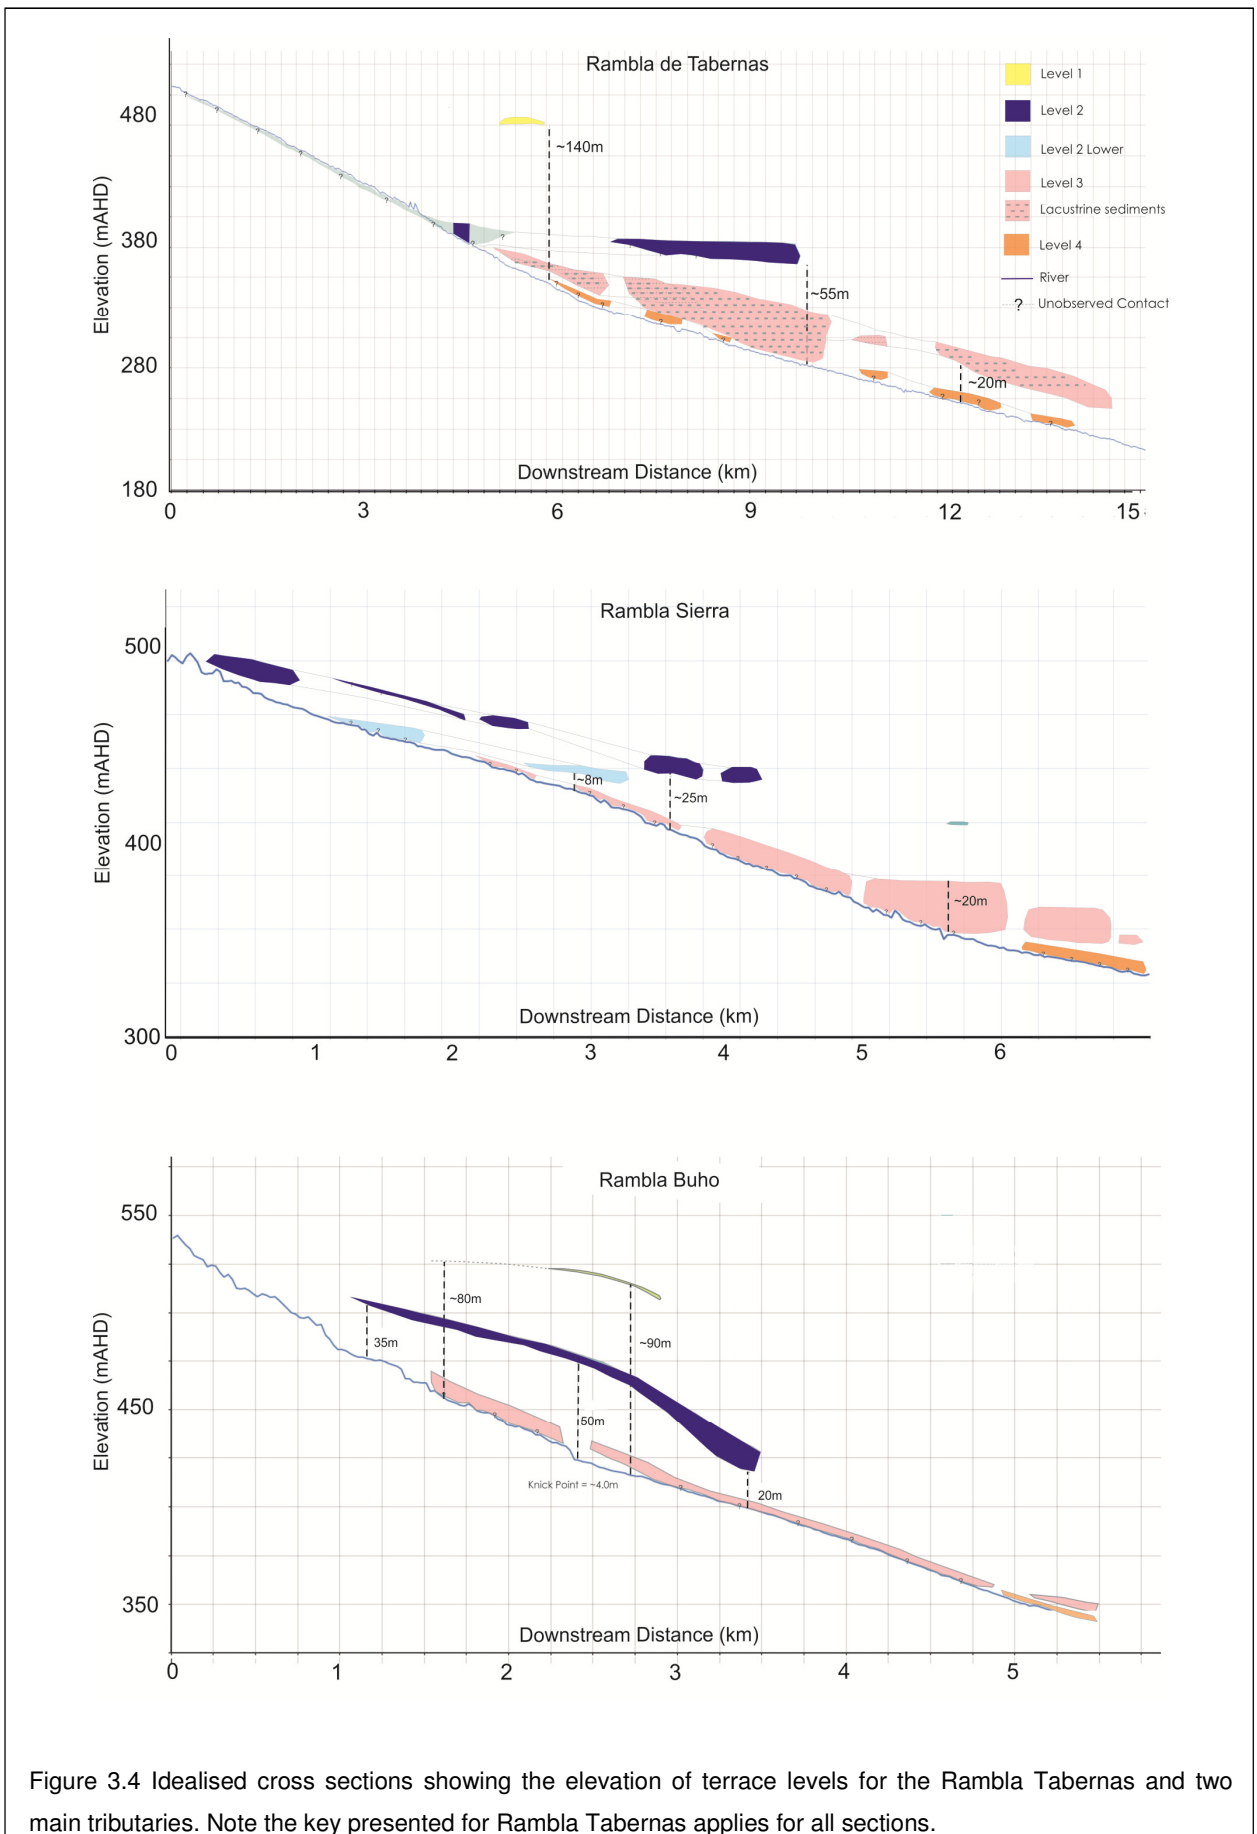 Rambla de Tabernas
Level 1
Level 2
Level 2 Lower
Level 3
Lacustrine sediments
Level 4
River
? Unobserved Contact
Elevation (mAHD)
480
380
280
180
~140m
~55m
~20m
Downstream Distance (km)
0 3 6 9 12 15
Rambla Sierra
Elevation (mAHD)
500
400
300
~8m
~25m
~20m
Downstream Distance (km)
0 1 2 3 4 5 6
Rambla Buho
Elevation (mAHD)
550
450
350
~80m
35m
~90m
50m
Knick Point = ~4.0m
20m
Downstream Distance (km)
0 1 2 3 4 5
Figure 3.4 Idealised cross sections showing the elevation of terrace levels for the Rambla Tabernas and two
main tributaries. Note the key presented for Rambla Tabernas applies for all sections.